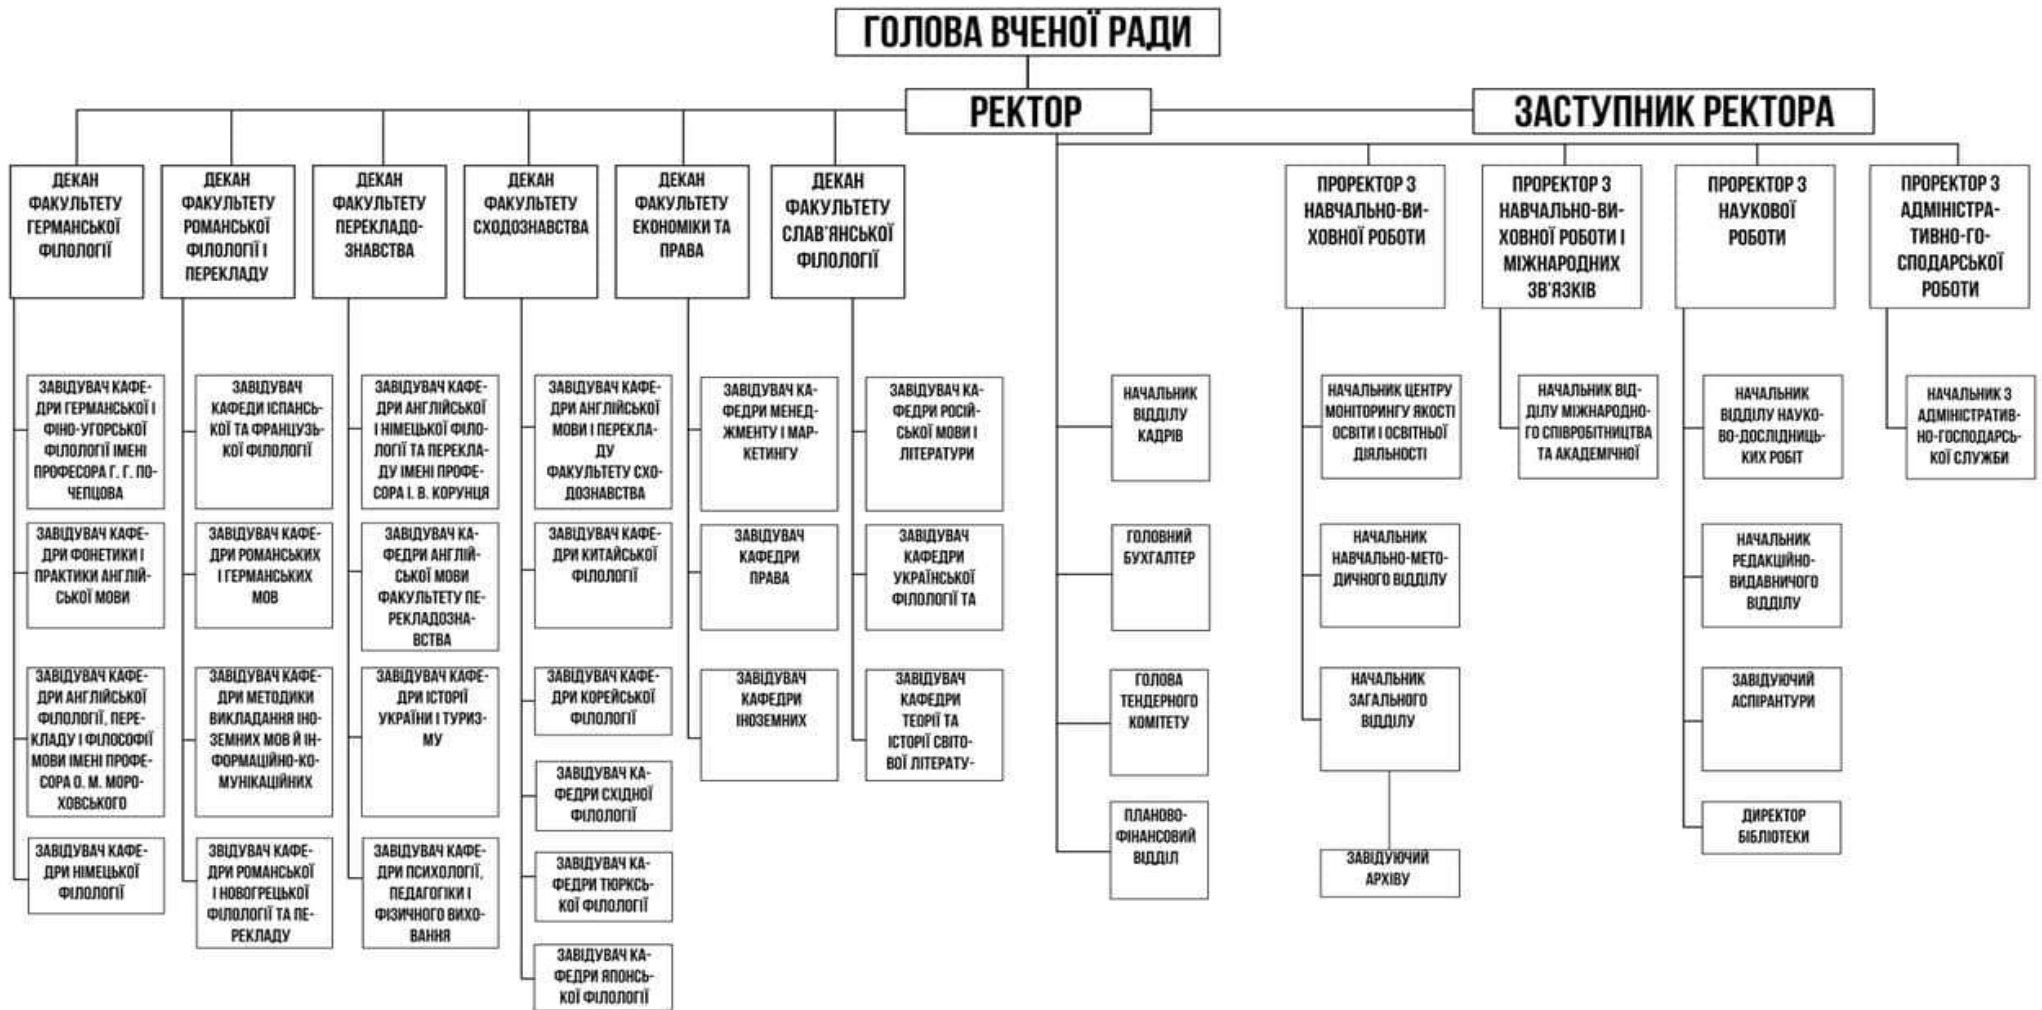 ГОЛОВА ВЧЕНОЇ РАДИ
РЕКТОР
ЗАСТУПНИК РЕКТОРА
ДЕКАН
ФАКУЛЬТЕТУ
ГЕРМАНСЬКОЇ
ФІЛОЛОГІЇ
ДЕКАН
ФАКУЛЬТЕТУ
РОМАНСЬКОЇ
ФІЛОЛОГІЇ І
ПЕРЕКЛАДУ
ДЕКАН
ФАКУЛЬТЕТУ
ПЕРЕКЛАДО-
ЗНАВСТВА
ДЕКАН
ФАКУЛЬТЕТУ
СХОДОЗНАВСТВА
ДЕКАН
ФАКУЛЬТЕТУ
ЕКОНОМІКИ ТА
ПРАВА
ДЕКАН
ФАКУЛЬТЕТУ
СЛАВ'ЯНСЬКОЇ
ФІЛОЛОГІЇ
ПРОРЕКТОР З
НАВЧАЛЬНО-ВИ-
ХОВНОЇ РОБОТИ
ПРОРЕКТОР З
НАВЧАЛЬНО-ВИ-
ХОВНОЇ РОБОТИ І
МІЖНАРОДНИХ
ЗВ'ЯЗКІВ
ПРОРЕКТОР З
НАУКОВОЇ
РОБОТИ
ПРОРЕКТОР З
АДМІНІСТРА-
ТИВНО-ГО-
СПОДАРСЬКОЇ
РОБОТИ
ЗАВІДУВАЧ КАФЕ-
ДРИ ГЕРМАНСЬКОЇ І
ФІНО-УГОРСЬКОЇ
ФІЛОЛОГІЇ ІМЕНІ
ПРОФЕСОРА Г. Г. ПО-
ЧЕПЦОВА
ЗАВІДУВАЧ
КАФЕДИ ІСПАНСЬ-
КОЇ ТА ФРАНЦУЗЬ-
КОЇ ФІЛОЛОГІЇ
ЗАВІДУВАЧ КАФЕ-
ДРИ АНГЛІЙСЬКОЇ
І НІМЕЦЬКОЇ ФІЛО-
ЛОГІЇ ТА ПЕРЕКЛА-
ДУ ІМЕНІ ПРОФЕ-
СОРА І. В. КОРУНЦЯ
ЗАВІДУВАЧ КАФЕ-
ДРИ АНГЛІЙСЬКОЇ
МОВИ І ПЕРЕКЛА-
ДУ
ФАКУЛЬТЕТУ СХО-
ДОЗНАВСТВА
ЗАВІДУВАЧ КА-
ФЕДРИ МЕНЕД-
ЖМЕНТУ І МАР-
КЕТИНГУ
ЗАВІДУВАЧ КА-
ФЕДРИ РОСІЙ-
СЬКОЇ МОВИ І
ЛІТЕРАТУРИ
НАЧАЛЬНИК
ВІДДІЛУ
КАДРІВ
НАЧАЛЬНИК ЦЕНТРУ
МОНІТОРИНГУ ЯКОСТІ
ОСВІТИ І ОСВІТНЬОЇ
ДІЯЛЬНОСТІ
НАЧАЛЬНИК ВІД-
ДІЛУ МІЖНАРОДНО-
ГО СПІВРОБІТНИЦТВА
ТА АКАДЕМІЧНОЇ
НАЧАЛЬНИК
ВІДДІЛУ НАУКО-
ВО-ДОСЛІДНИЦЬ-
КИХ РОБІТ
НАЧАЛЬНИК З
АДМІНІСТРАТИВ-
НО-ГОСПОДАРСЬ-
КОЇ СЛУЖБИ
ЗАВІДУВАЧ КАФЕ-
ДРИ ФОНЕТИКИ І
ПРАКТИКИ АНГЛІЙ-
СЬКОЇ МОВИ
ЗАВІДУВАЧ КАФЕ-
ДРИ РОМАНСЬКИХ
І ГЕРМАНСЬКИХ
МОВ
ЗАВІДУВАЧ КА-
ФЕДРИ АНГЛІЙ-
СЬКОЇ МОВИ
ФАКУЛЬТЕТУ ПЕ-
РЕКЛАДОЗНА-
ВСТВА
ЗАВІДУВАЧ КАФЕ-
ДРИ КИТАЙСЬКОЇ
ФІЛОЛОГІЇ
ЗАВІДУВАЧ
КАФЕДРИ
ПРАВА
ЗАВІДУВАЧ
КАФЕДРИ
УКРАЇНСЬКОЇ
ФІЛОЛОГІЇ ТА
ГОЛОВНИЙ
БУХГАЛТЕР
НАЧАЛЬНИК
НАВЧАЛЬНО-МЕТО-
ДИЧНОГО ВІДДІЛУ
НАЧАЛЬНИК
РЕДАКЦІЙНО-
ВИДАВНИЧОГО
ВІДДІЛУ
ЗАВІДУВАЧ КАФЕ-
ДРИ АНГЛІЙСЬКОЇ
ФІЛОЛОГІЇ, ПЕРЕ-
КЛАДУ І ФІЛОСОФІЇ
МОВИ ІМЕНІ ПРОФЕ-
СОРА О. М. МОРО-
ХОВСЬКОГО
ЗАВІДУВАЧ КАФЕ-
ДРИ МЕТОДИКИ
ВИКЛАДАННЯ ІНО-
ЗЕМНИХ МОВ Й ІН-
ФОРМАЦІЙНО-КО-
МУНІКАЦІЙНИХ
ЗАВІДУВАЧ КАФЕ-
ДРИ ІСТОРІЇ
УКРАЇНИ І ТУРИЗ-
МУ
ЗАВІДУВАЧ КАФЕ-
ДРИ КОРЕЙСЬКОЇ
ФІЛОЛОГІЇ
ЗАВІДУВАЧ
КАФЕДРИ
ІНОЗЕМНИХ
ЗАВІДУВАЧ
КАФЕДРИ
ТЕОРІЇ ТА
ІСТОРІЇ СВІТО-
ВОЇ ЛІТЕРАТУ-
ГОЛОВА
ТЕНДЕРНОГО
КОМІТЕТУ
НАЧАЛЬНИК
ЗАГАЛЬНОГО
ВІДДІЛУ
ЗАВІДУЮЧИЙ
АСПІРАНТУРИ
ЗАВІДУВАЧ КА-
ФЕДРИ СХІДНОЇ
ФІЛОЛОГІЇ
ПЛАНОВО-
ФІНАНСОВИЙ
ВІДДІЛ
ДИРЕКТОР
БІБЛІОТЕКИ
ЗАВІДУВАЧ КАФЕ-
ДРИ НІМЕЦЬКОЇ
ФІЛОЛОГІЇ
ЗВІДУВАЧ КАФЕ-
ДРИ РОМАНСЬКОЇ
І НОВОГРЕЦЬКОЇ
ФІЛОЛОГІЇ ТА ПЕ-
РЕКЛАДУ
ЗАВІДУВАЧ КАФЕ-
ДРИ ПСИХОЛОГІЇ,
ПЕДАГОГІКИ І
ФІЗИЧНОГО ВИХО-
ВАННЯ
ЗАВІДУВАЧ КА-
ФЕДРИ ТЮРКСЬ-
КОЇ ФІЛОЛОГІЇ
ЗАВІДУЮЧИЙ
АРХІВУ
ЗАВІДУВАЧ КА-
ФЕДРИ ЯПОНСЬ-
КОЇ ФІЛОЛОГІЇ